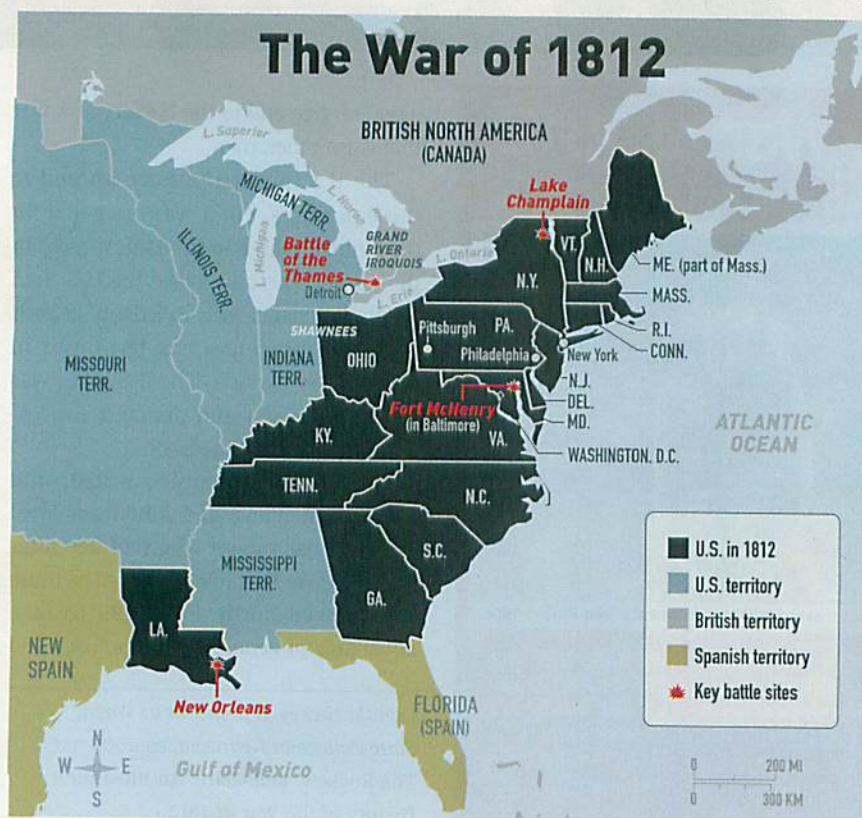 The War of 1812
BRITISH NORTH AMERICA
(CANADA)
L. Superior
MICHIGAN TERR.
L. Huron
L. Michigan
ILLINOIS TERR.
Lake
Champlain
Battle
of the
Thames
GRAND
RIVER
IROQUOIS
L. Ontario
L. Erie
Detroit
VT.
N.H.
N.Y.
ME. (part of Mass.)
MASS.
R.I.
CONN.
SHAWNEES
MISSOURI
TERR.
INDIANA
TERR.
OHIO
Pittsburgh
PA.
Philadelphia
New York
N.J.
DEL.
MD.
Fort McHenry
(in Baltimore)
VA.
WASHINGTON, D.C.
ATLANTIC
OCEAN
KY.
TENN.
N.C.
S.C.
MISSISSIPPI
TERR.
GA.
LA.
NEW
SPAIN
New Orleans
FLORIDA
(SPAIN)
Gulf of Mexico
N
W
E
S
U.S. in 1812
U.S. territory
British territory
Spanish territory
Key battle sites
0
200 MI
0
300 KM